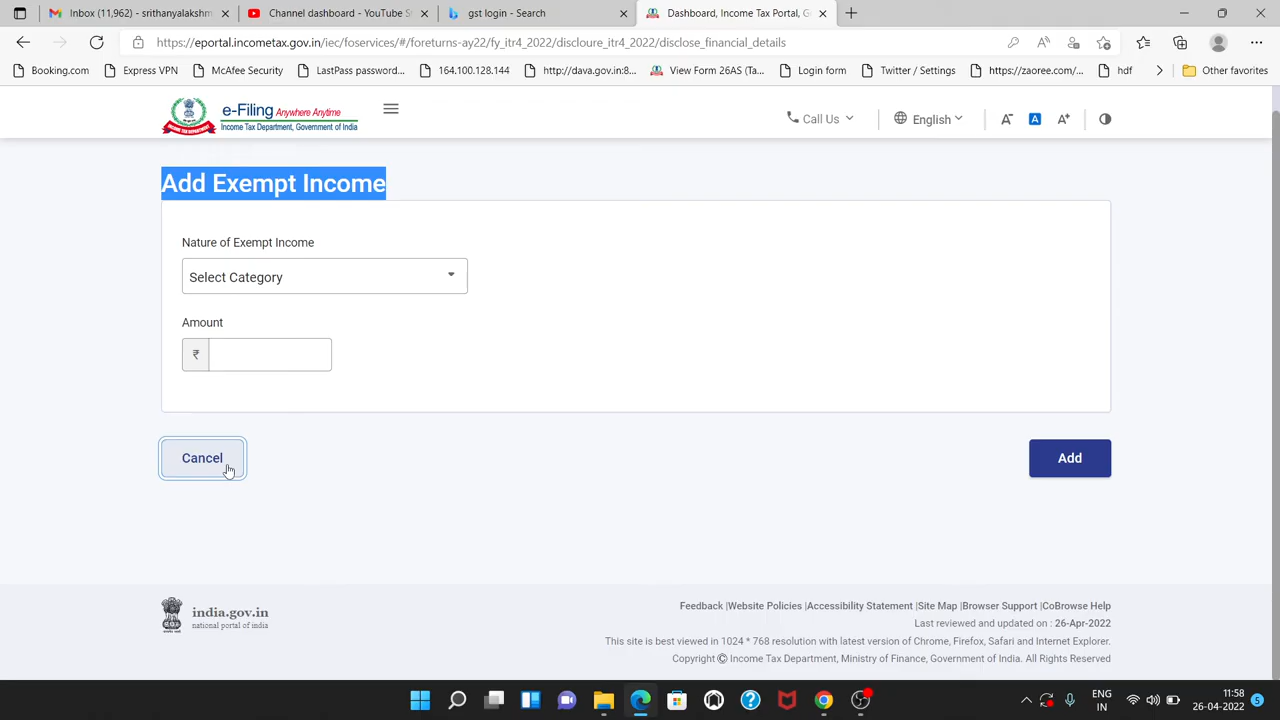 Inbox (11,962) - srithanyalakshm
Channel dashboard - YouTube S
gst login - Search
Dashboard, Income Tax Portal, G
https://eportal.incometax.gov.in/iec/foservices/#/foreturns-ay22/fy_itr4_2022/discloure_itr4_2022/disclose_financial_details
Booking.com
Express VPN
McAfee Security
LastPass password...
164.100.128.144
http://dava.gov.in:8...
View Form 26AS (Ta...
Login form
Twitter / Settings
https://zaoree.com/...
hdf
Other favorites
e-Filing Anywhere Anytime
Income Tax Department, Government of India
Call Us
English
A-
A
A+
Add Exempt Income
Nature of Exempt Income
Select Category
Amount
₹
Cancel
Add
india.gov.in
national portal of india
Feedback |Website Policies |Accessibility Statement |Site Map |Browser Support |CoBrowse Help
Last reviewed and updated on : 26-Apr-2022
This site is best viewed in 1024 * 768 resolution with latest version of Chrome, Firefox, Safari and Internet Explorer.
Copyright © Income Tax Department, Ministry of Finance, Government of India. All Rights Reserved
ENG
IN
11:58
26-04-2022
5